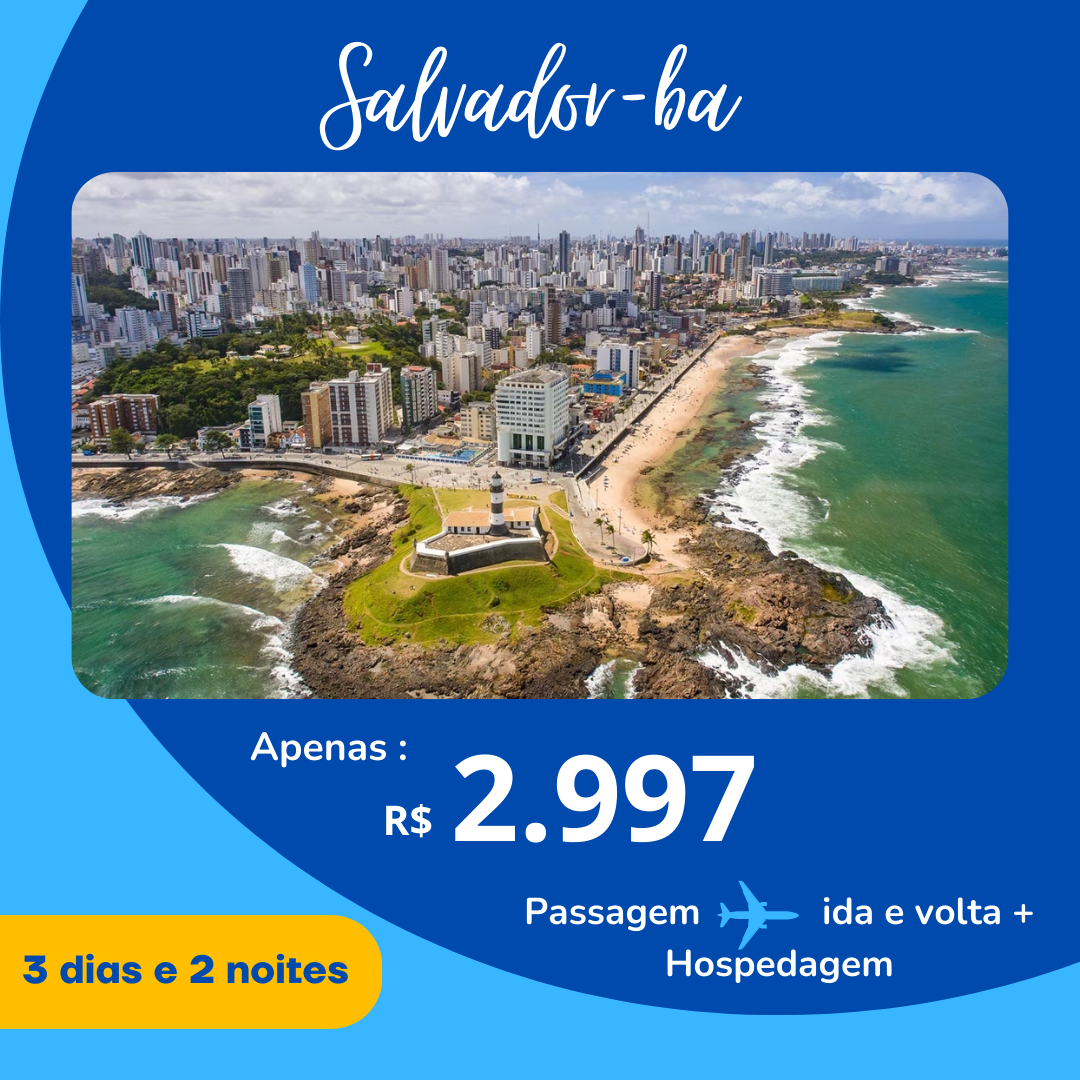 Salvador-ba
Apenas :
R$ 2.997
Passagem ida e volta +
Hospedagem
3 dias e 2 noites